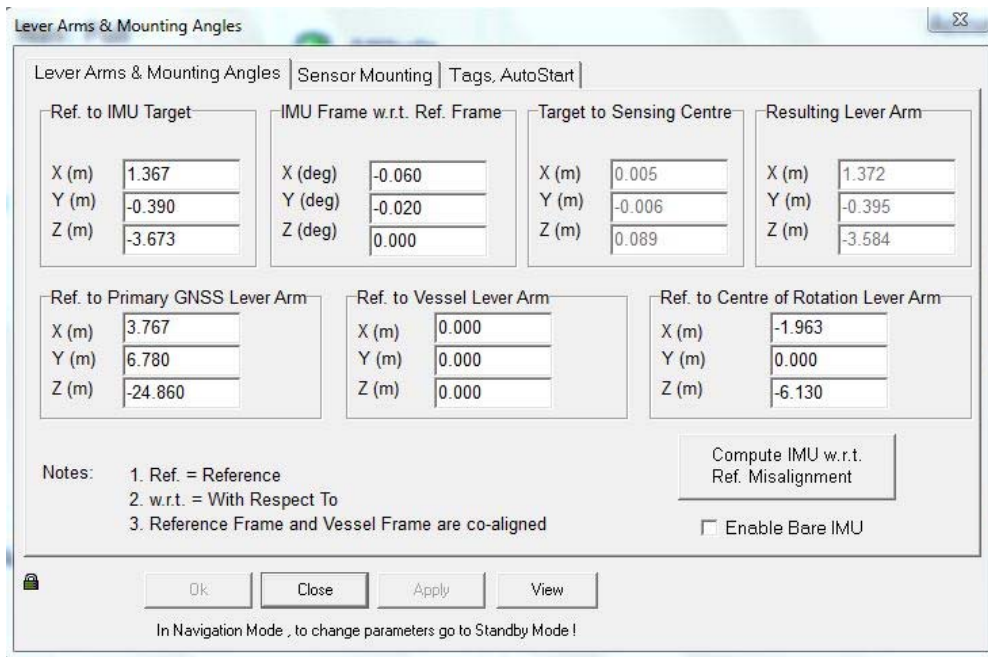 Lever Arms & Mounting Angles
Lever Arms & Mounting Angles Sensor Mounting Tags, AutoStart
Ref. to IMU Target IMU Frame w.r.t. Ref. Frame Target to Sensing Centre Resulting Lever Arm
X (m) 1.367 X (deg) -0.060 X (m) 0.005 X (m) 1.372
Y (m) -0.390 Y (deg) -0.020 Y (m) -0.006 Y (m) -0.395
Z (m) -3.673 Z (deg) 0.000 Z (m) 0.089 Z (m) -3.584
Ref. to Primary GNSS Lever Arm Ref. to Vessel Lever Arm Ref. to Centre of Rotation Lever Arm
X (m) 3.767 X (m) 0.000 X (m) -1.963
Y (m) 6.780 Y (m) 0.000 Y (m) 0.000
Z (m) -24.860 Z (m) 0.000 Z (m) -6.130
Compute IMU w.r.t.
Ref. Misalignment
Notes: 1. Ref. = Reference
2. w.r.t. = With Respect To
3. Reference Frame and Vessel Frame are co-aligned
Enable Bare IMU
Ok Close Apply View
In Navigation Mode , to change parameters go to Standby Mode !